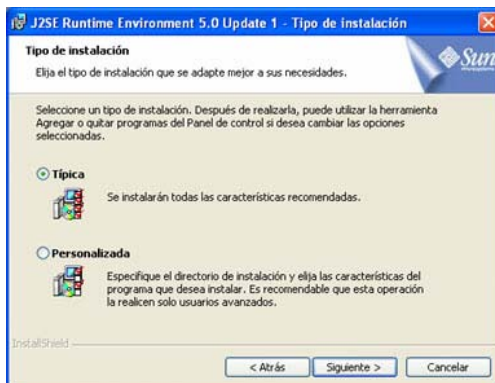 J2SE Runtime Environment 5.0 Update 1 - Tipo de instalación
Tipo de instalación
Elija el tipo de instalación que se adapte mejor a sus necesidades.
Sun
Seleccione un tipo de instalación. Después de realizarla, puede utilizar la herramienta
Agregar o quitar programas del Panel de control si desea cambiar las opciones
seleccionadas.
Típica
Se instalarán todas las características recomendadas.
Personalizada
Especifique el directorio de instalación y elija las características del
programa que desea instalar. Es recomendable que esta operación
la realicen solo usuarios avanzados.
InstallShield
< Atrás
Siguiente >
Cancelar